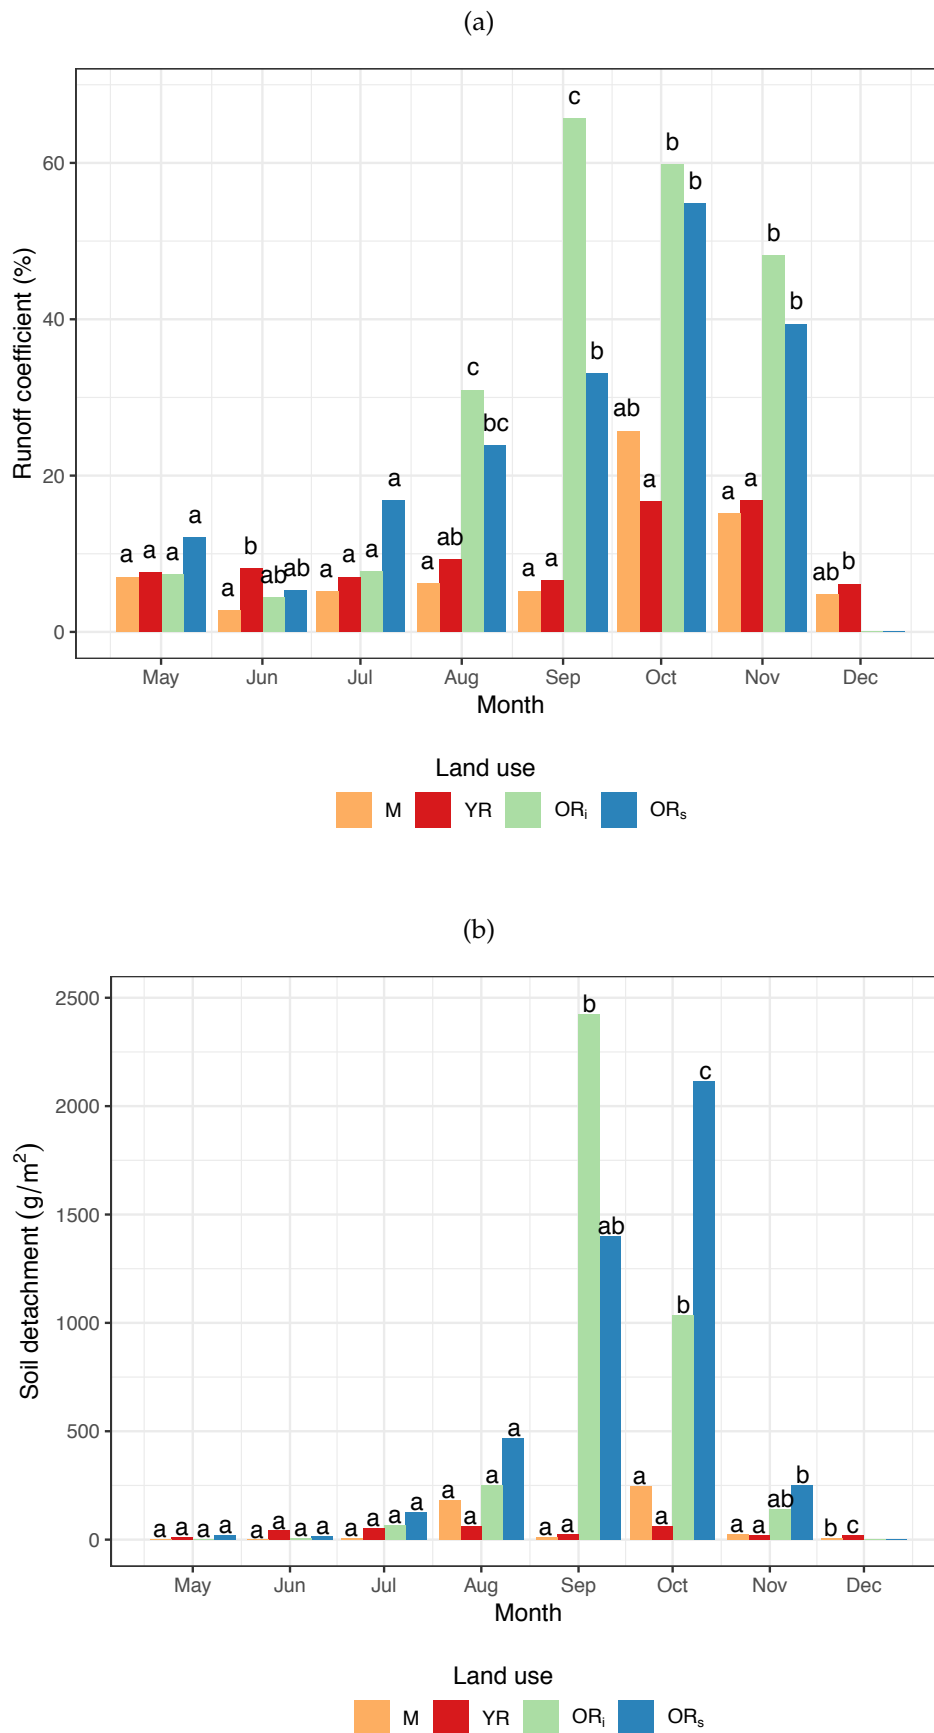 (a)
Runoff coefficient (%)
60
40
20
0
a a a a
a b ab ab
a a a a
a ab c bc
a a c b
ab a b b
a a b b
ab b
May Jun Jul Aug Sep Oct Nov Dec
Month
Land use
M YR ORi ORs
(b)
Soil detachment (g/m²)
2500
2000
1500
1000
500
0
a a a a
a a a a
a a a a
a a a a
a a b ab
a a b c
a a ab b
b c
May Jun Jul Aug Sep Oct Nov Dec
Month
Land use
M YR ORi ORs